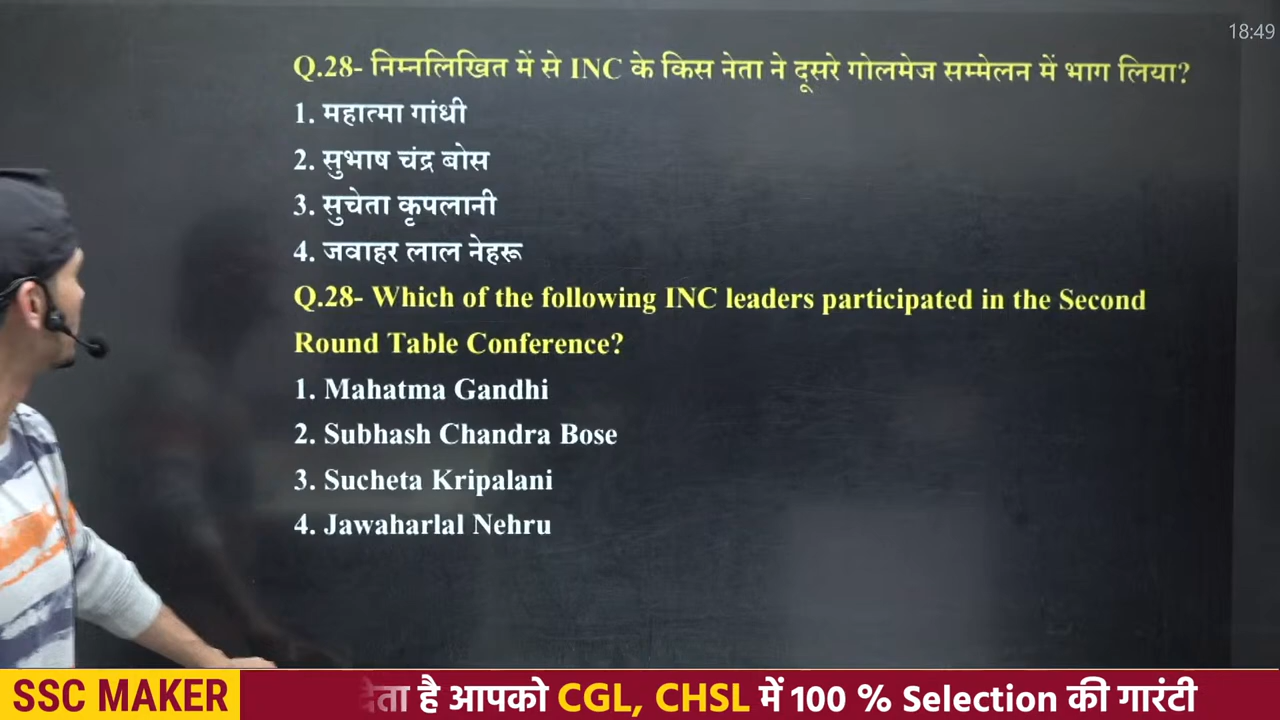 18:49
Q.28- निम्नलिखित में से INC के किस नेता ने दूसरे गोलमेज सम्मेलन में भाग लिया?
1. महात्मा गांधी
2. सुभाष चंद्र बोस
3. सुचेता कृपलानी
4. जवाहर लाल नेहरू
Q.28- Which of the following INC leaders participated in the Second
Round Table Conference?
1. Mahatma Gandhi
2. Subhash Chandra Bose
3. Sucheta Kripalani
4. Jawaharlal Nehru
SSC MAKER देता है आपको CGL, CHSL में 100 % Selection की गारंटी